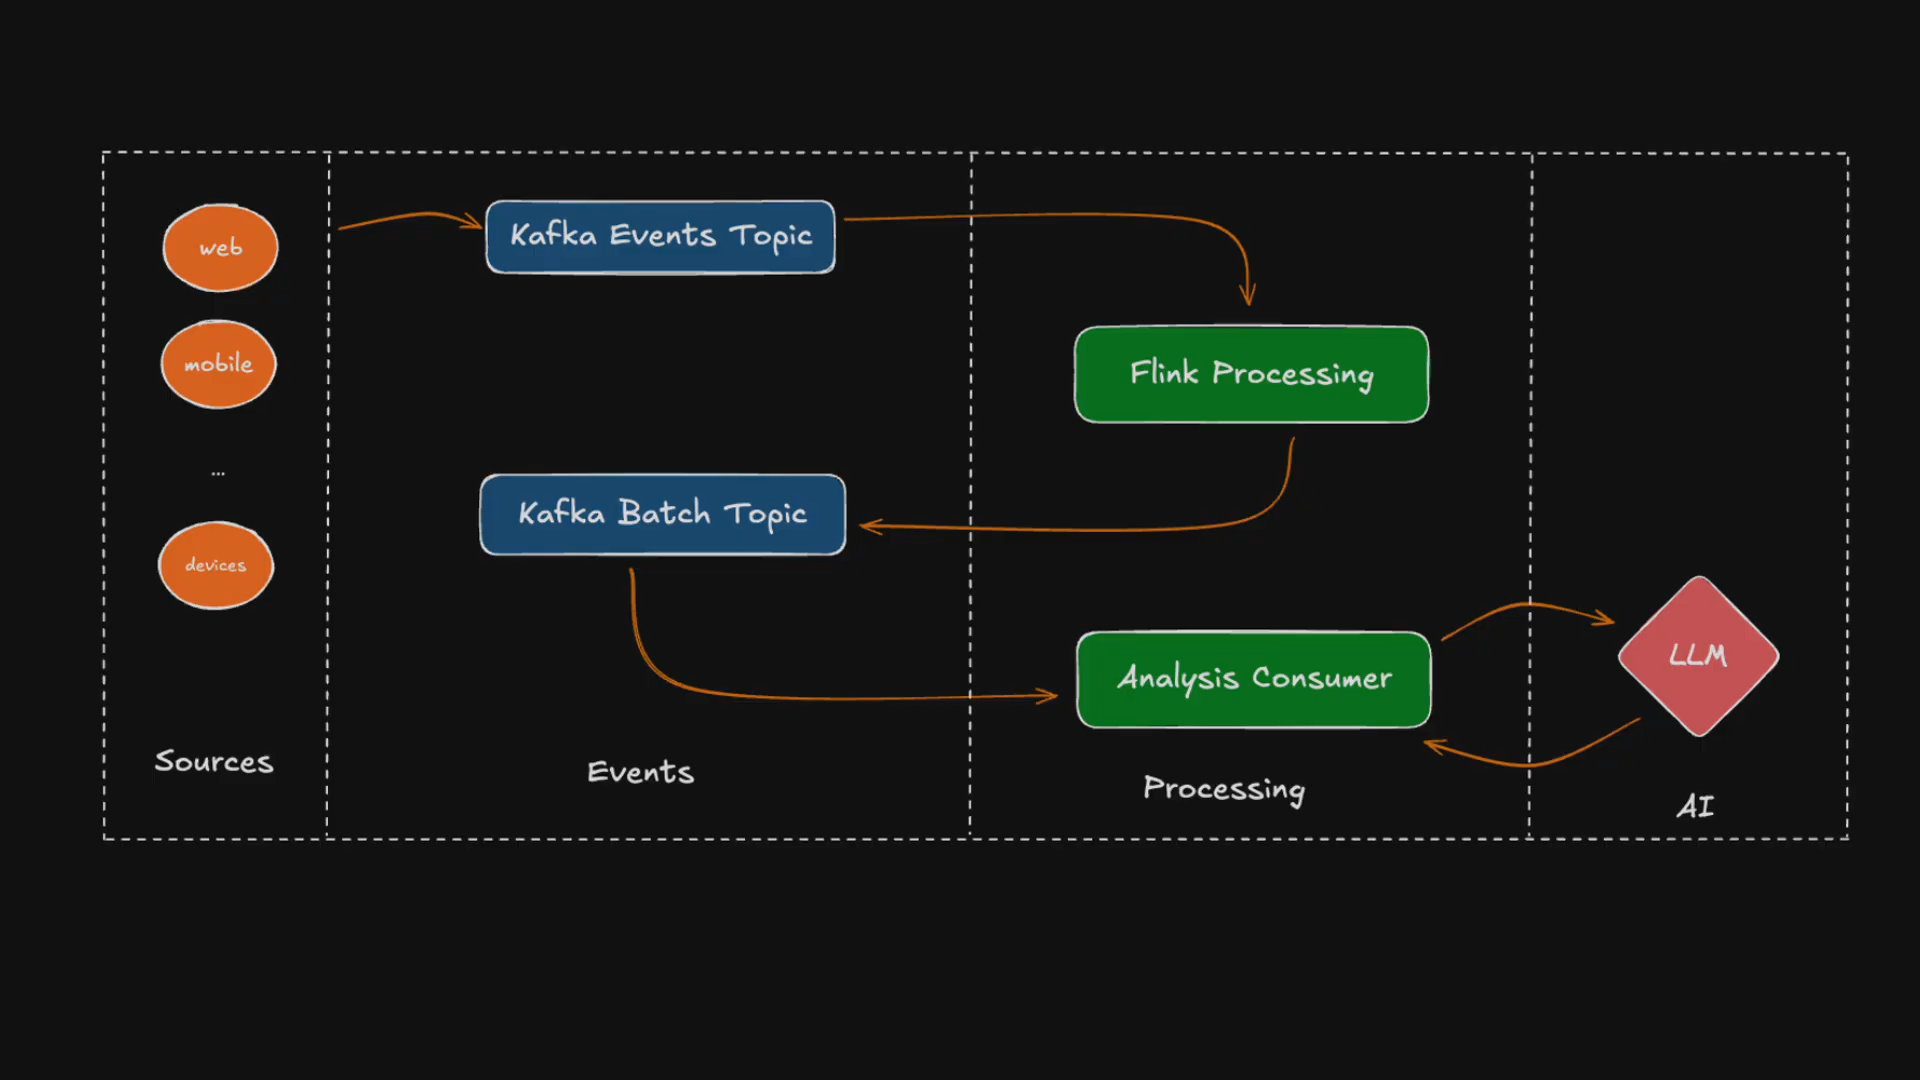 web
mobile
...
devices
Sources
Kafka Events Topic
Kafka Batch Topic
Events
Flink Processing
Analysis Consumer
Processing
LLM
AI